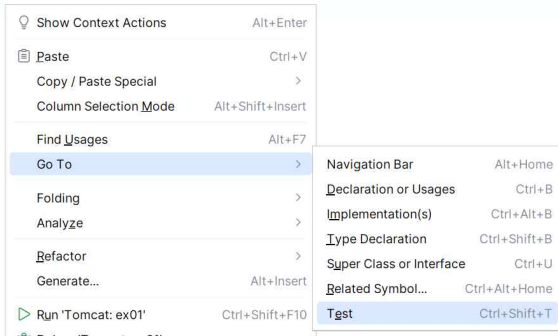 Show Context Actions Alt+Enter
Paste Ctrl+V
Copy / Paste Special
Column Selection Mode Alt+Shift+Insert
Find Usages Alt+F7
Go To
Folding
Analyze
Refactor
Generate... Alt+Insert
Run 'Tomcat: ex01' Ctrl+Shift+F10
Navigation Bar Alt+Home
Declaration or Usages Ctrl+B
Implementation(s) Ctrl+Alt+B
Type Declaration Ctrl+Shift+B
Super Class or Interface Ctrl+U
Related Symbol... Ctrl+Alt+Home
Test Ctrl+Shift+T